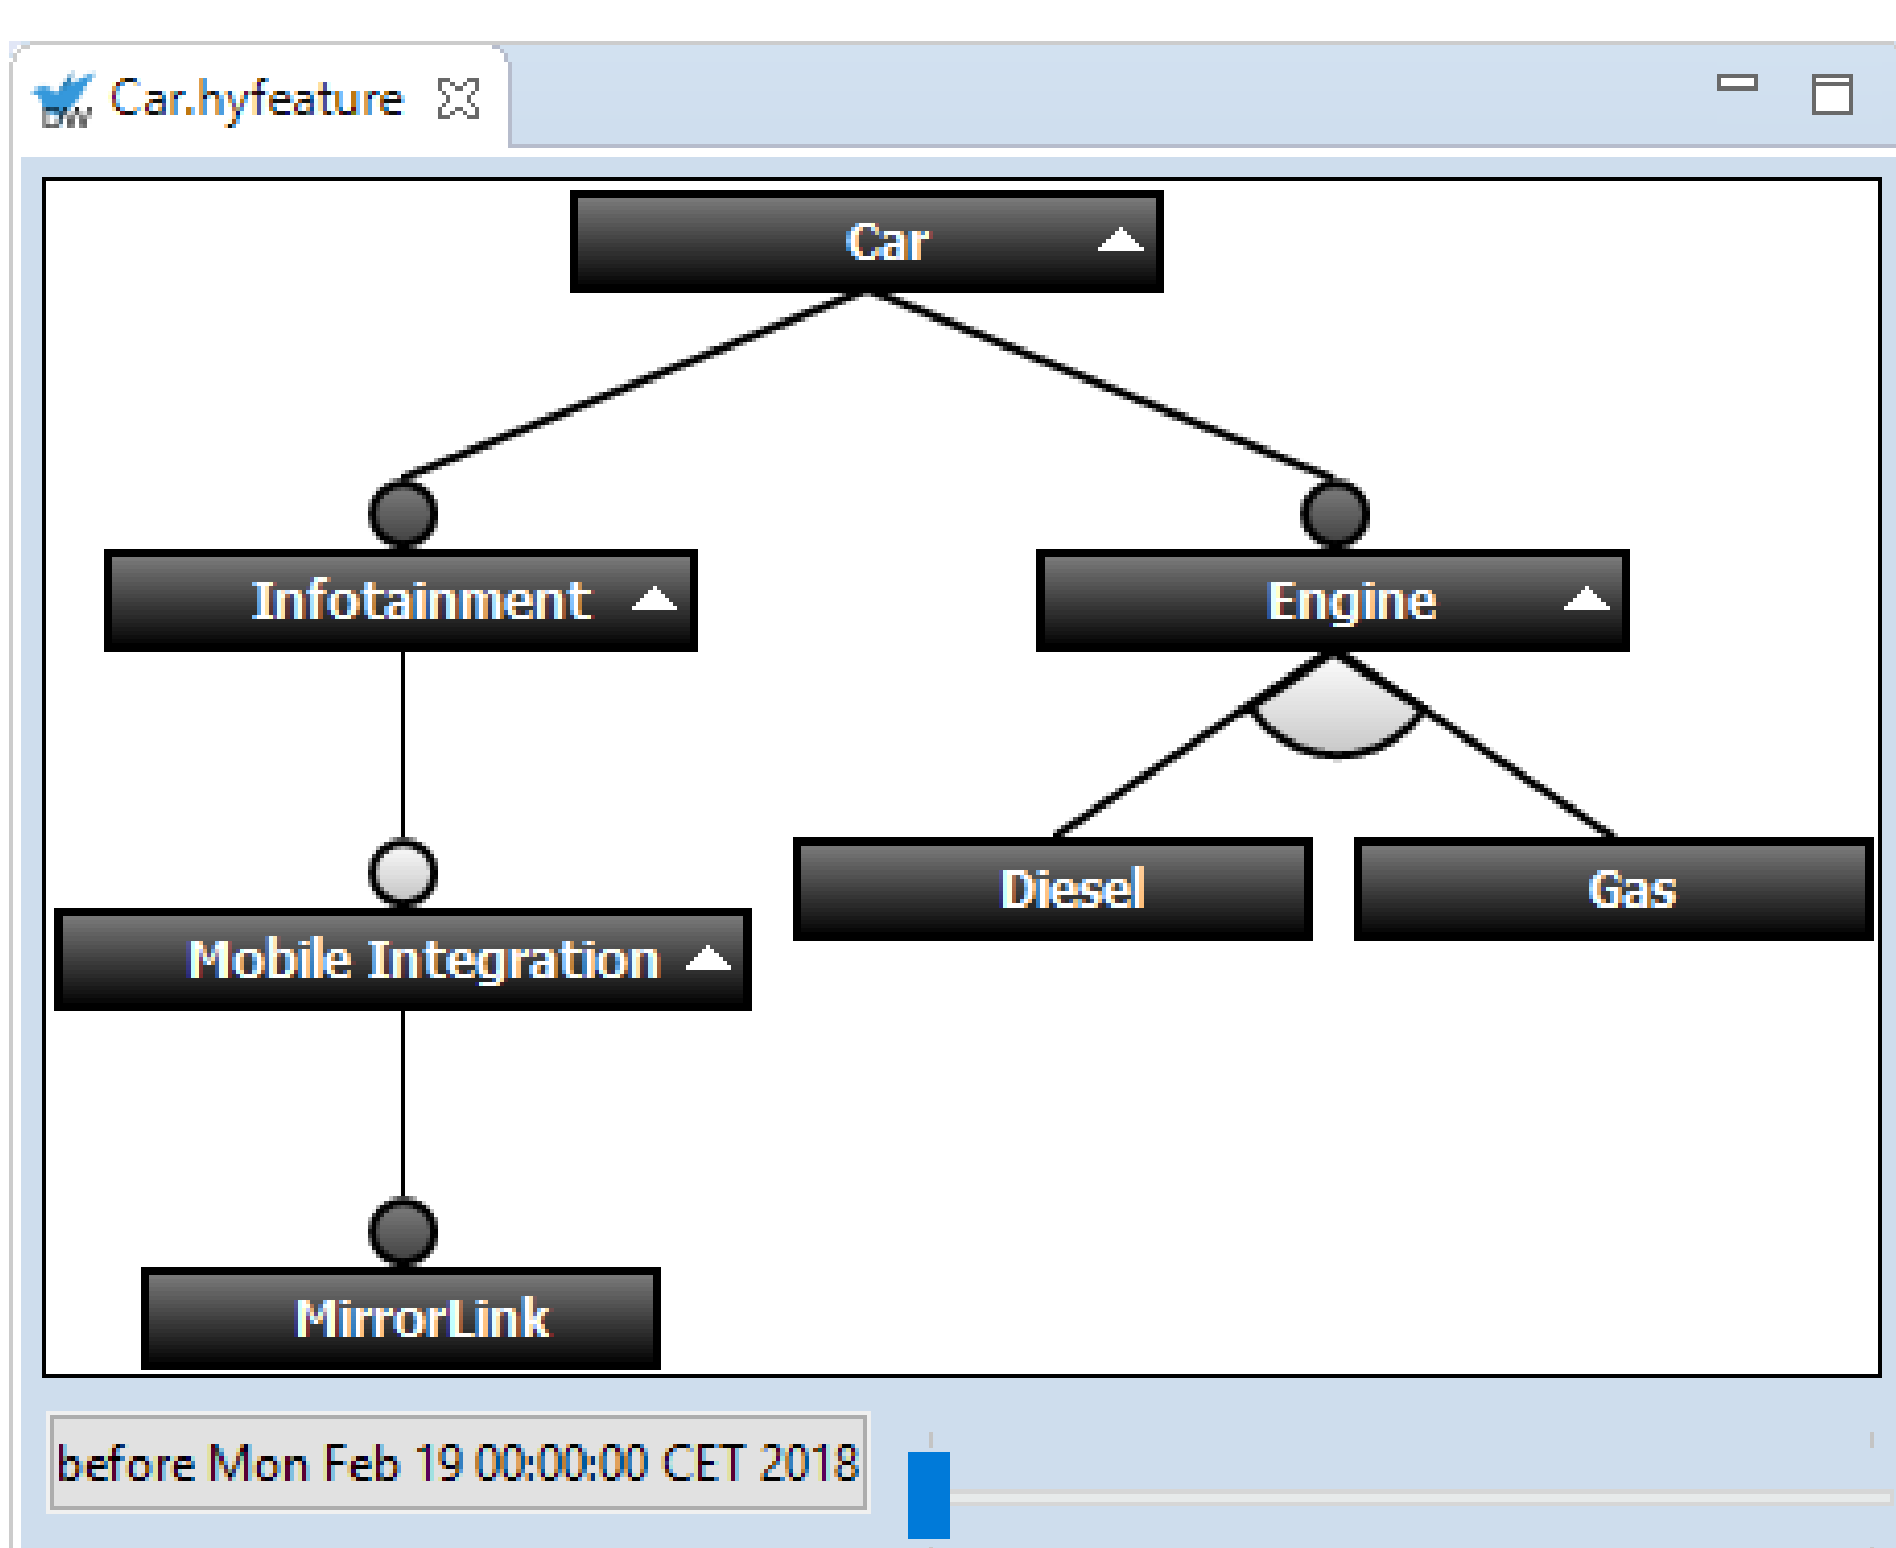 DW Car.hyfeature
Car
Infotainment
Engine
Mobile Integration
Diesel
Gas
MirrorLink
before Mon Feb 19 00:00:00 CET 2018